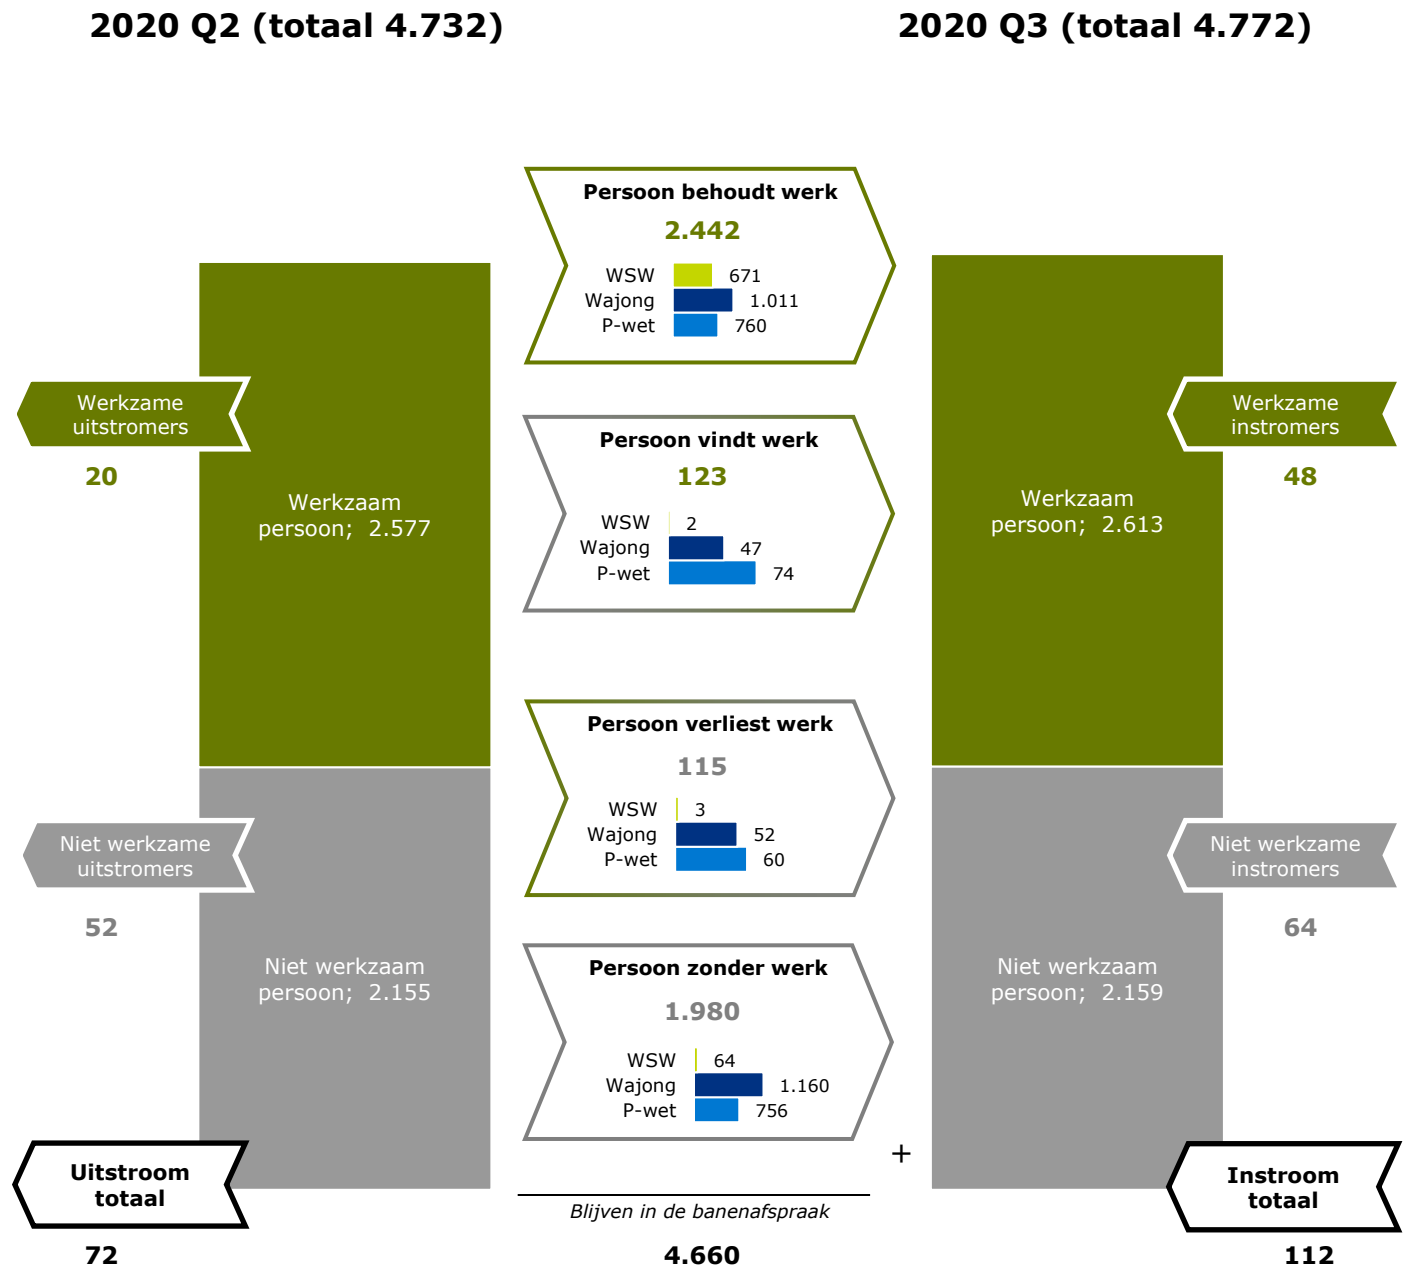 2020 Q2 (totaal 4.732)
2020 Q3 (totaal 4.772)
Persoon behoudt werk
2.442
WSW 671
Wajong 1.011
P-wet 760
Werkzame
uitstromers
20
Werkzaam
persoon; 2.577
Persoon vindt werk
123
WSW 2
Wajong 47
P-wet 74
Werkzaam
persoon; 2.613
Werkzame
instromers
48
Persoon verliest werk
115
WSW 3
Wajong 52
P-wet 60
Niet werkzame
uitstromers
52
Niet werkzaam
persoon; 2.155
Persoon zonder werk
1.980
WSW 64
Wajong 1.160
P-wet 756
Niet werkzaam
persoon; 2.159
Niet werkzame
instromers
64
+
Uitstroom
totaal
72
Blijven in de banenafspraak
4.660
Instroom
totaal
112